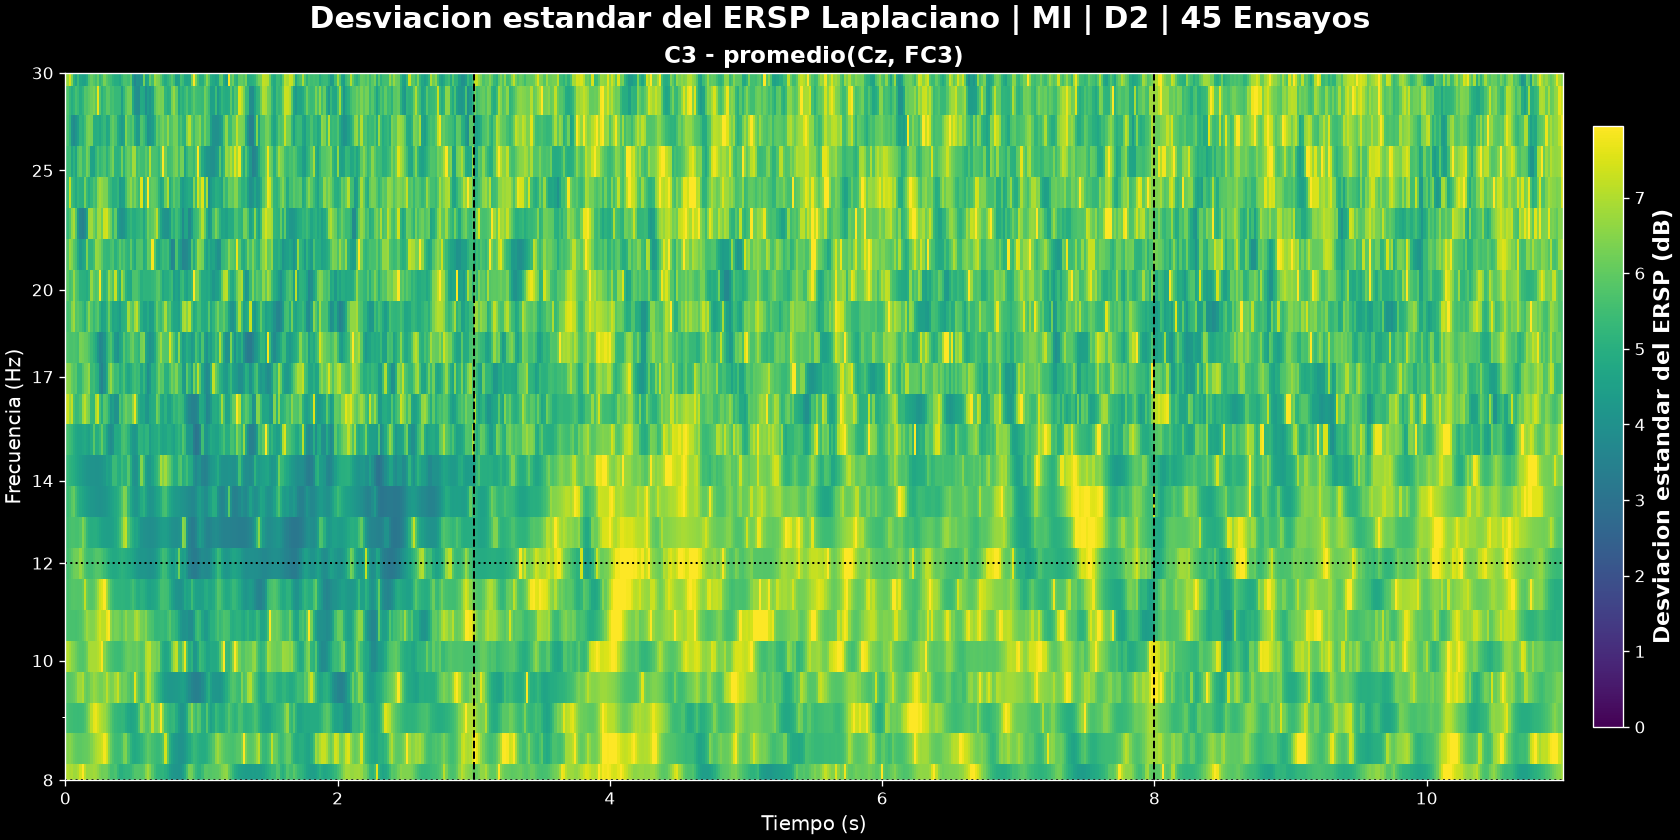 Desviacion estandar del ERSP Laplaciano | MI | D2 | 45 Ensayos
C3 - promedio(Cz, FC3)
Frecuencia (Hz)
30
25
20
17
14
12
10
8
0 2 4 6 8 10
Tiempo (s)
7
6
5
4
3
2
1
0
Desviacion estandar del ERSP (dB)